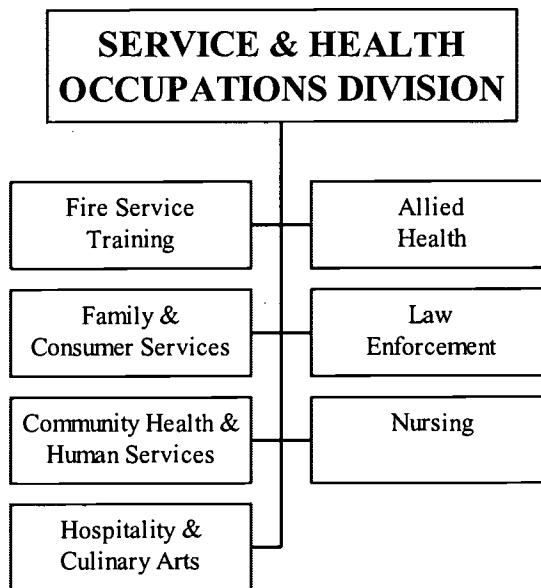 SERVICE & HEALTH
OCCUPATIONS DIVISION
Fire Service
Training
Allied
Health
Family &
Consumer Services
Law
Enforcement
Community Health &
Human Services
Nursing
Hospitality &
Culinary Arts